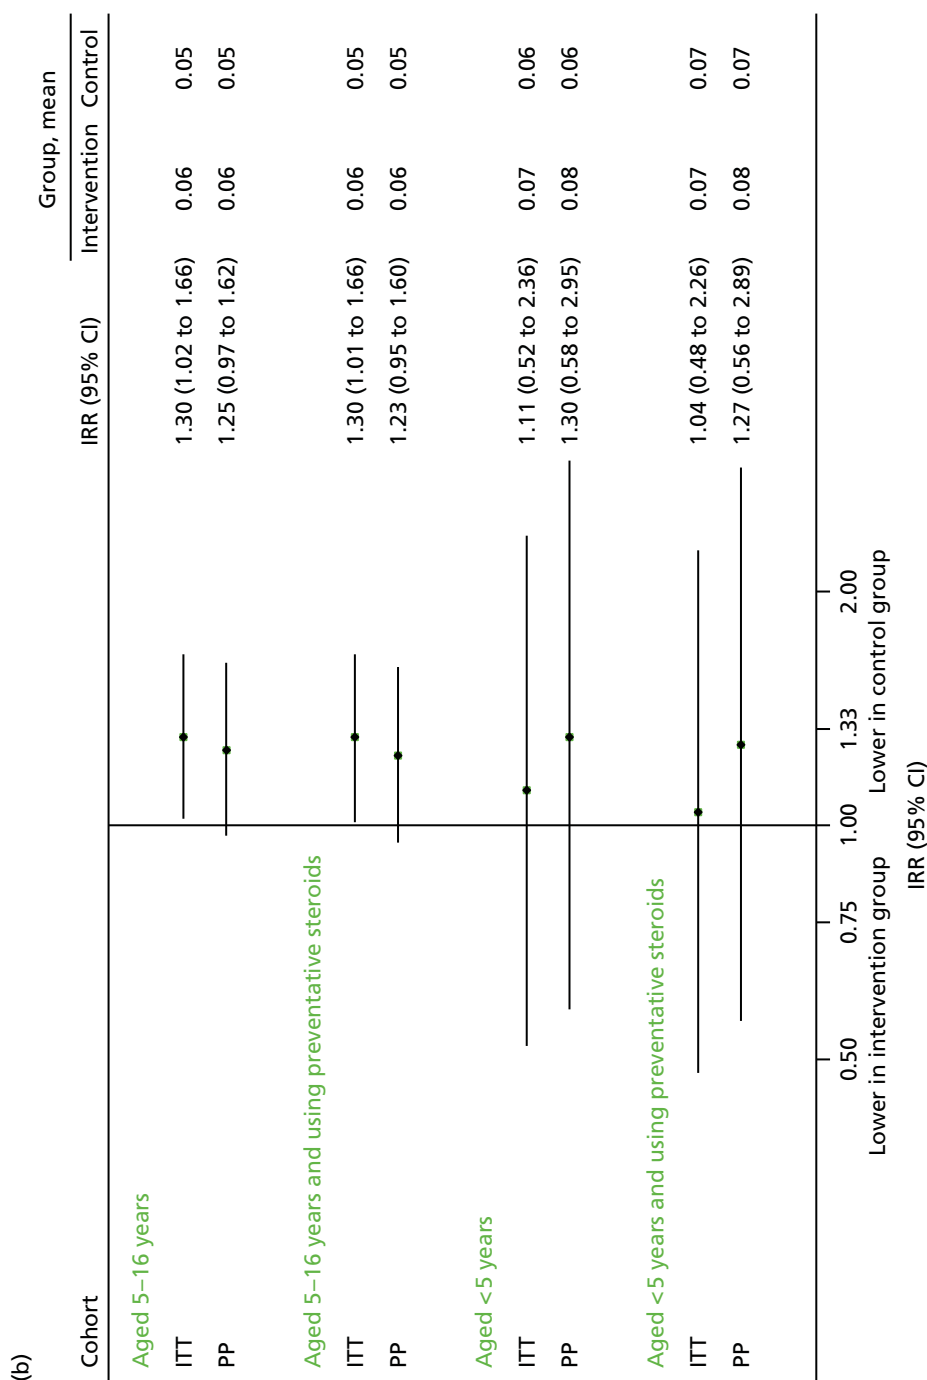 (b)
Group, mean
Cohort IRR (95% CI) Intervention Control
Aged 5–16 years
ITT 1.30 (1.02 to 1.66) 0.06 0.05
PP 1.25 (0.97 to 1.62) 0.06 0.05
Aged 5–16 years and using preventative steroids
ITT 1.30 (1.01 to 1.66) 0.06 0.05
PP 1.23 (0.95 to 1.60) 0.06 0.05
Aged <5 years
ITT 1.11 (0.52 to 2.36) 0.07 0.06
PP 1.30 (0.58 to 2.95) 0.08 0.06
Aged <5 years and using preventative steroids
ITT 1.04 (0.48 to 2.26) 0.07 0.07
PP 1.27 (0.56 to 2.89) 0.08 0.07
0.50 0.75 1.00 1.33 2.00
Lower in intervention group Lower in control group
IRR (95% CI)